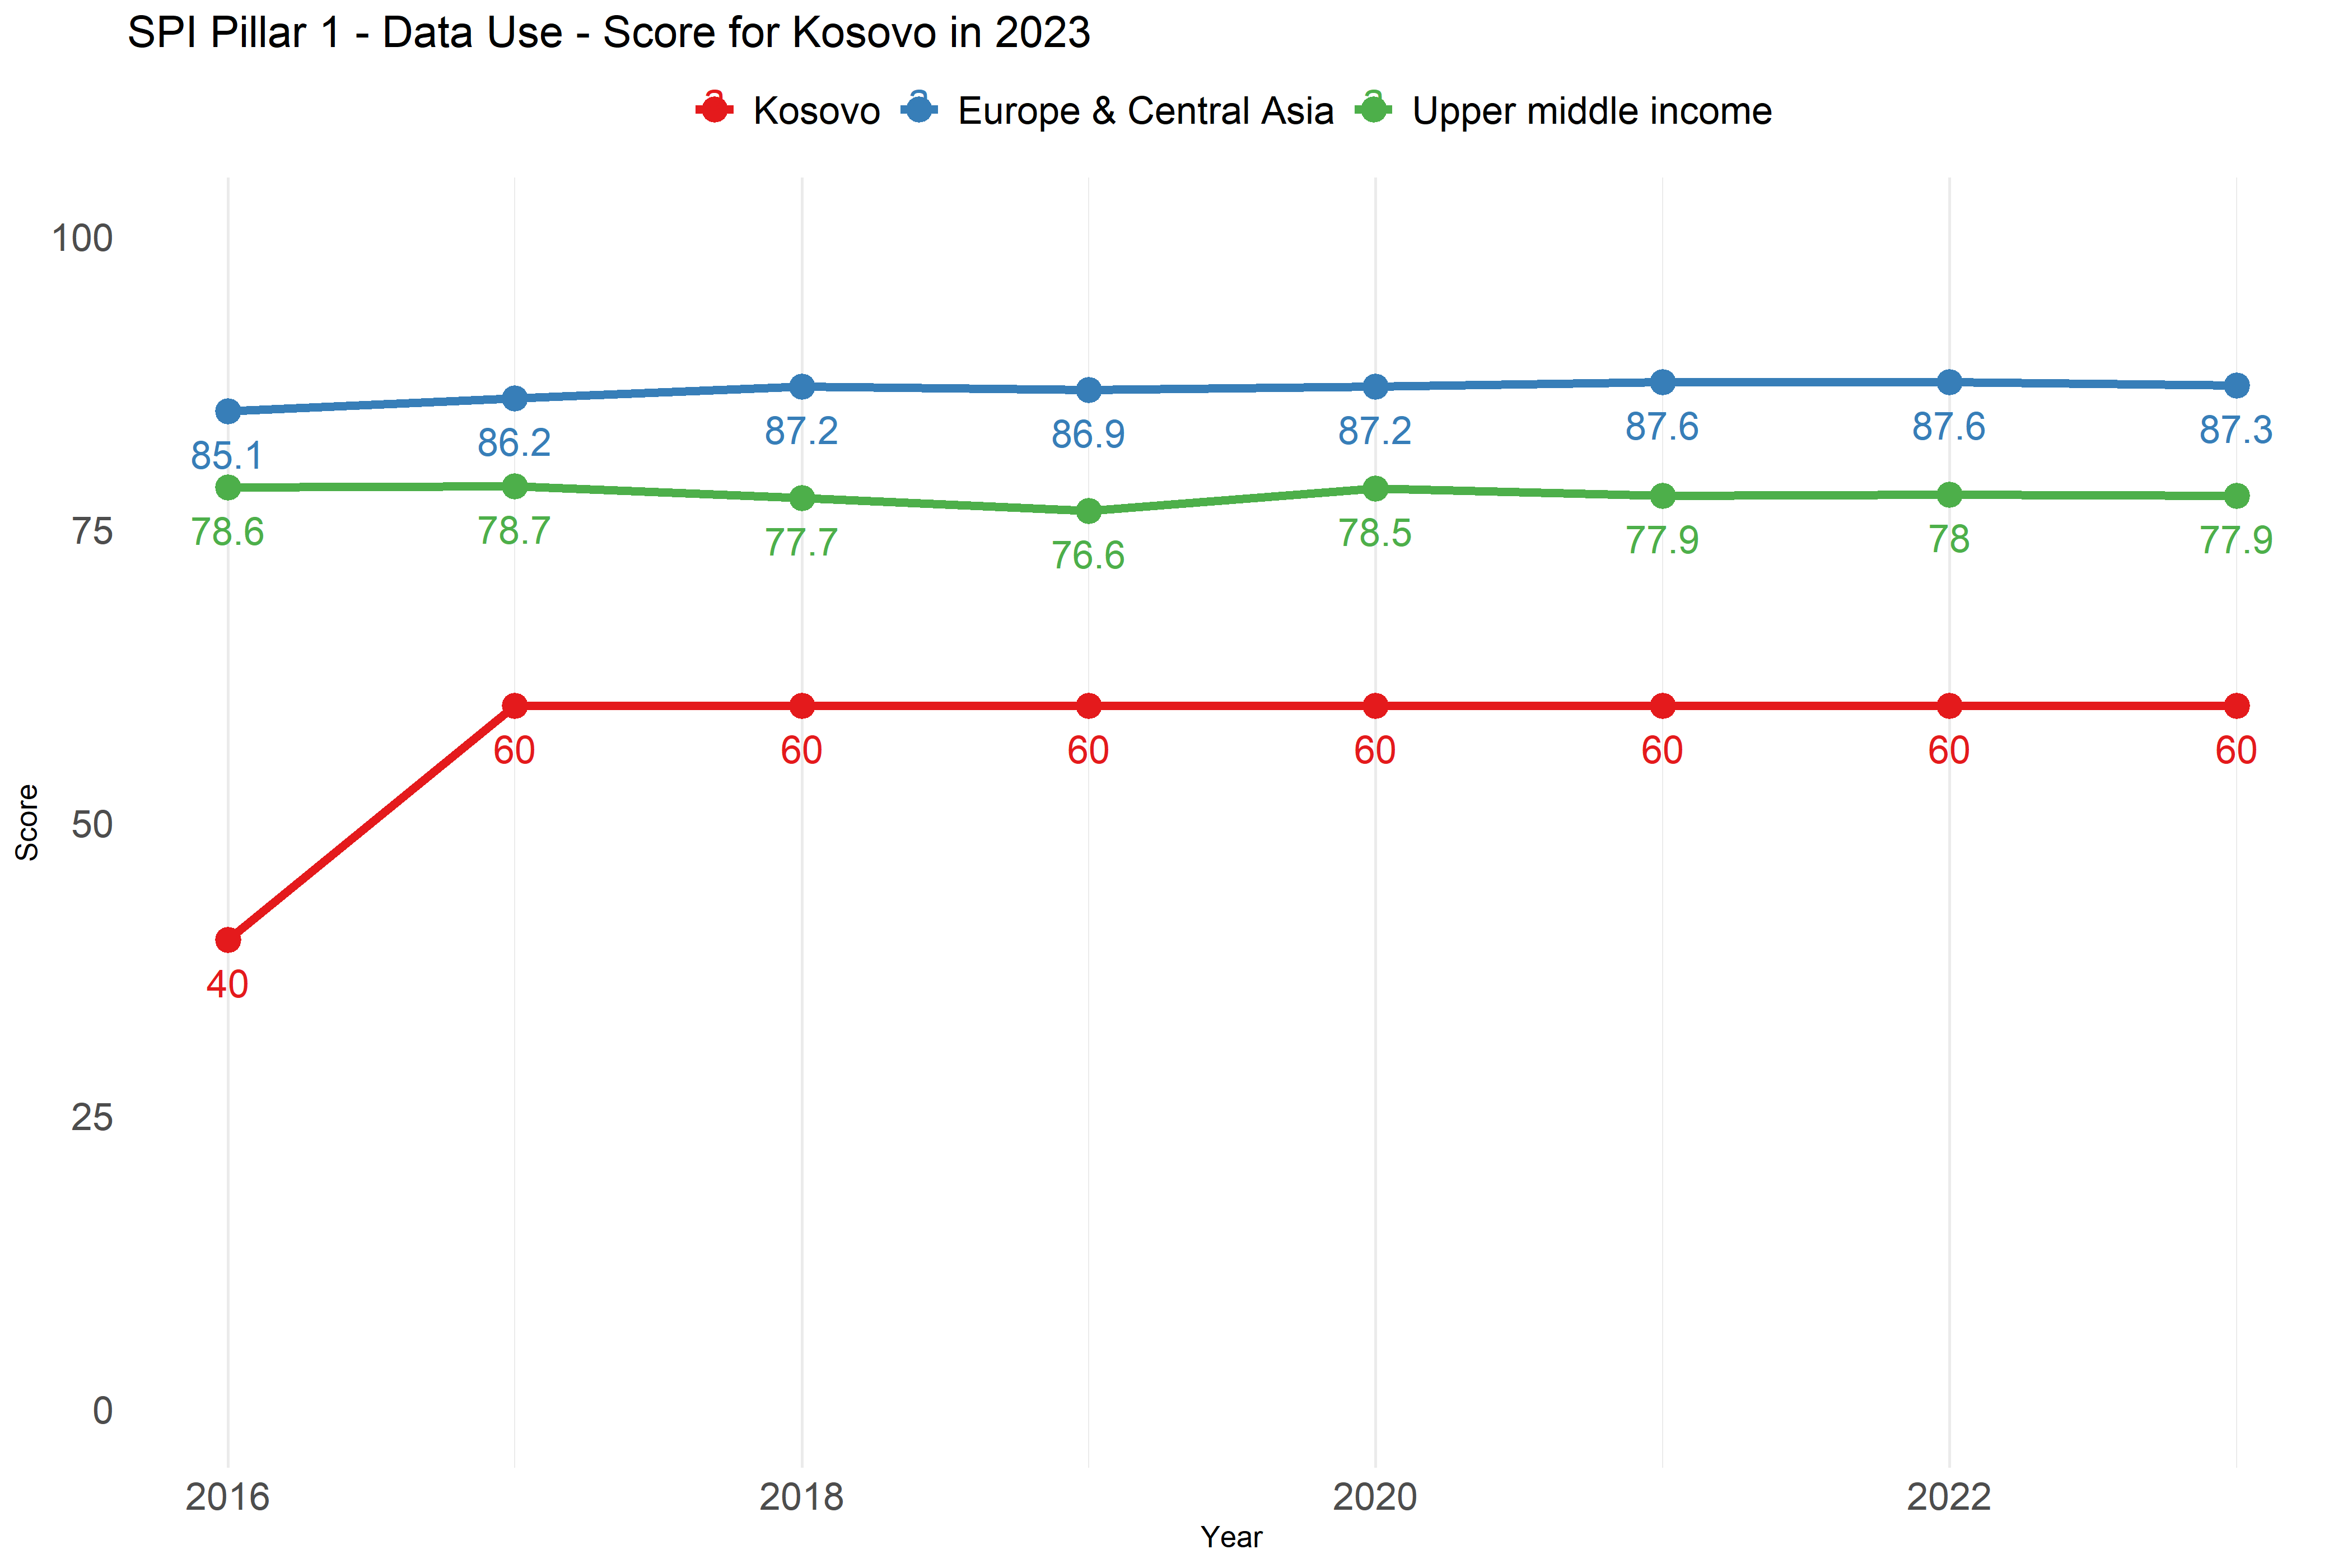 SPI Pillar 1 - Data Use - Score for Kosovo in 2023
Kosovo Europe & Central Asia Upper middle income
100
85.1 86.2 87.2 86.9 87.2 87.6 87.6 87.3
75
78.6 78.7 77.7 76.6 78.5 77.9 78 77.9
60 60 60 60 60 60 60
Score
50
40
25
0
2016 2018 2020 2022
Year